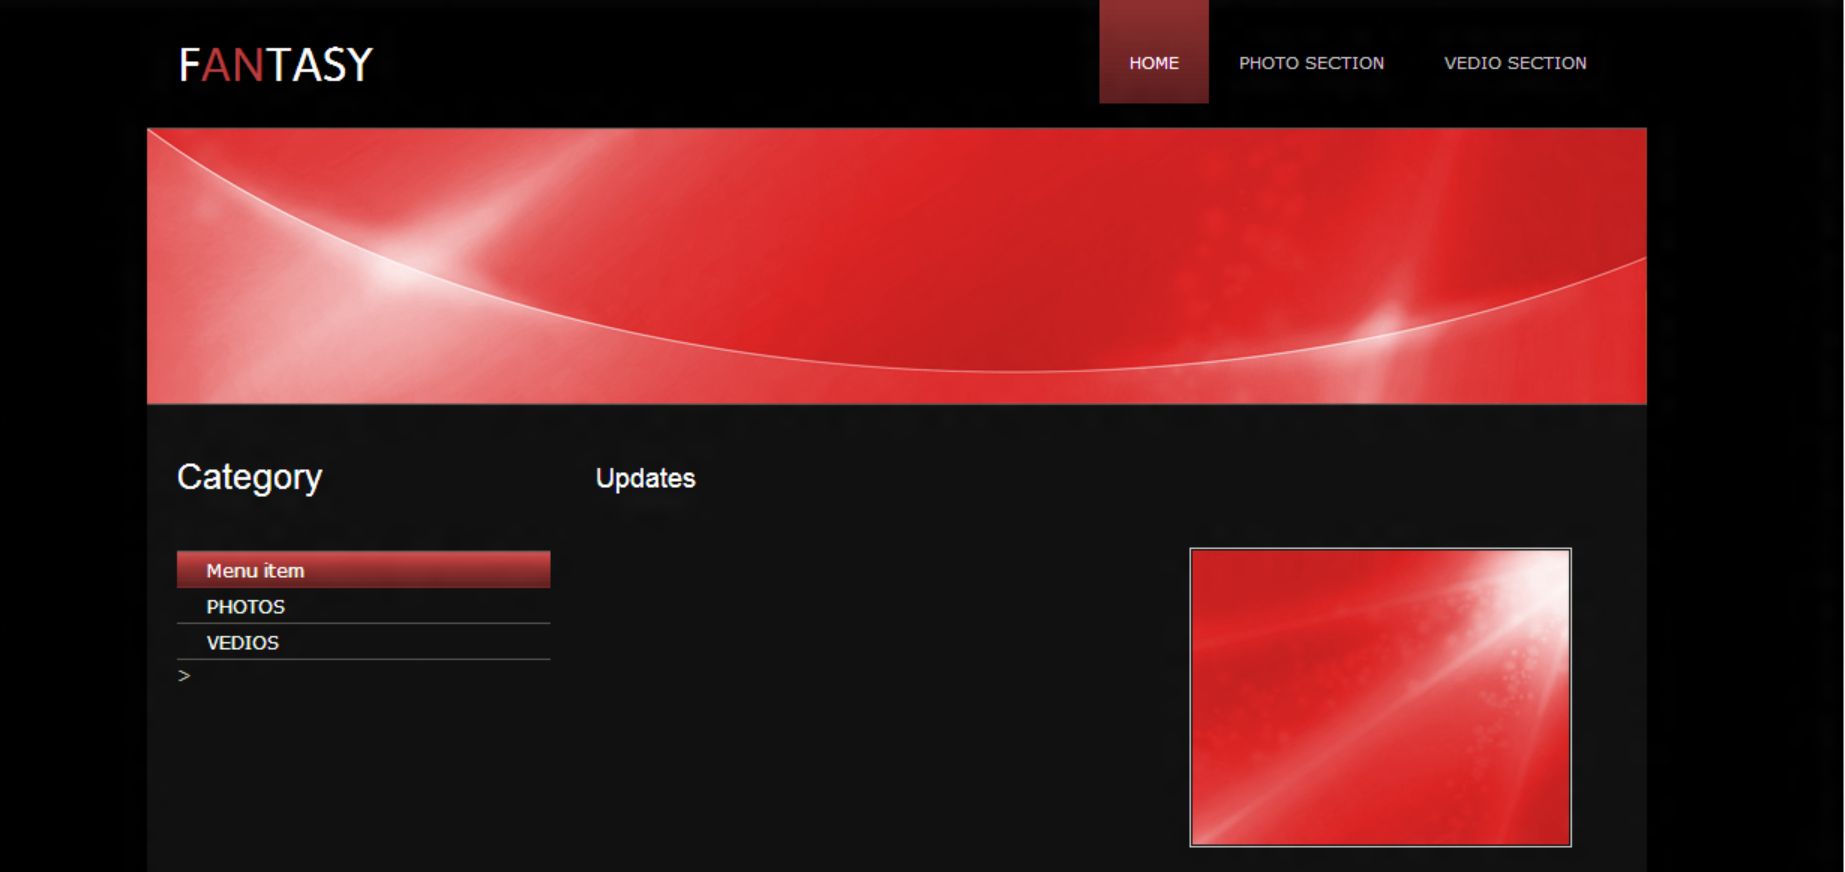 FANTASY
HOME PHOTO SECTION VEDIO SECTION
Category
Menu item
PHOTOS
VEDIOS
>
Updates